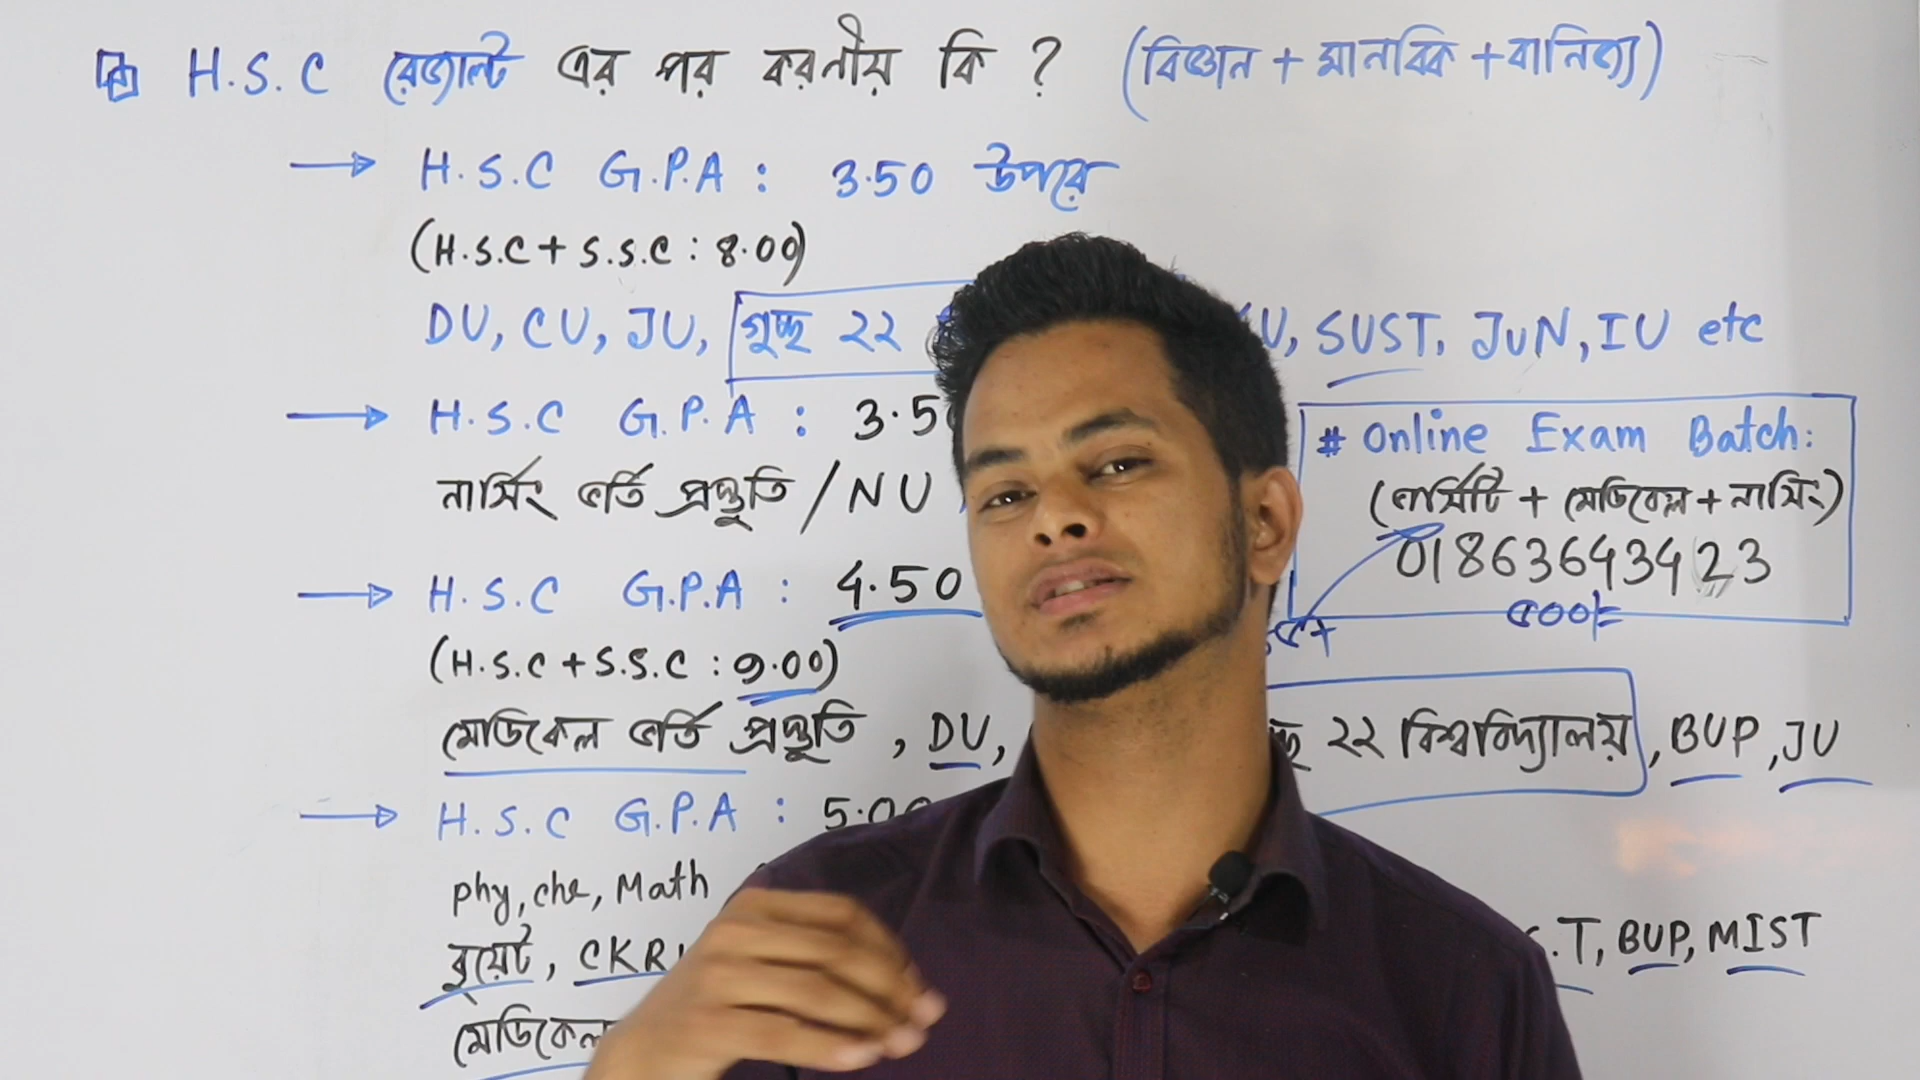 H.S.C রেজাল্ট এর পর করনীয় কি ? (বিজ্ঞান + মানবিক + বানিজ্য)
→ H.S.C G.P.A : 3.50 উপরে
(H.S.C + S.S.C : 8.00)
DU, CU, JU, গুচ্ছ ২২ U, SUST, JUN, IU etc
→ H.S.C G.P.A : 3.50
নার্সিং ভর্তি প্রস্তুতি / NU
# Online Exam Batch:
(ভার্সিটি + মেডিকেল + নার্সিং)
01863643423
৫০০/=
→ H.S.C G.P.A : 4.50
(H.S.C + S.S.C : 9.00)
মেডিকেল ভর্তি প্রস্তুতি , DU, ২২ বিশ্ববিদ্যালয় , BUP , JU
→ H.S.C G.P.A : 5.00
phy, che, Math
বুয়েট, CKR .T, BUP, MIST
মেডিকেল